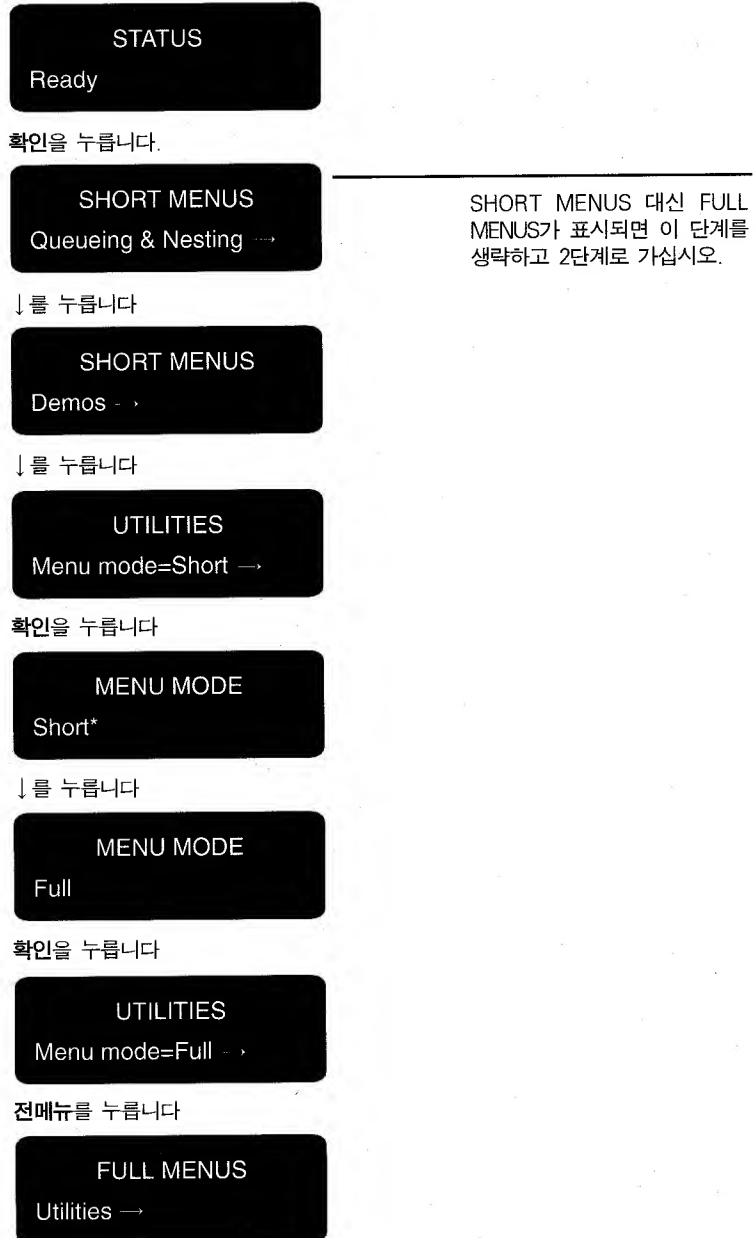 STATUS
Ready
확인을 누릅니다.
SHORT MENUS
Queueing & Nesting →
SHORT MENUS 대신 FULL
MENUS가 표시되면 이 단계를
생략하고 2단계로 가십시오.
↓를 누릅니다
SHORT MENUS
Demos →
↓를 누릅니다
UTILITIES
Menu mode=Short →
확인을 누릅니다
MENU MODE
Short*
↓를 누릅니다
MENU MODE
Full
확인을 누릅니다
UTILITIES
Menu mode=Full →
전메뉴를 누릅니다
FULL MENUS
Utilities →